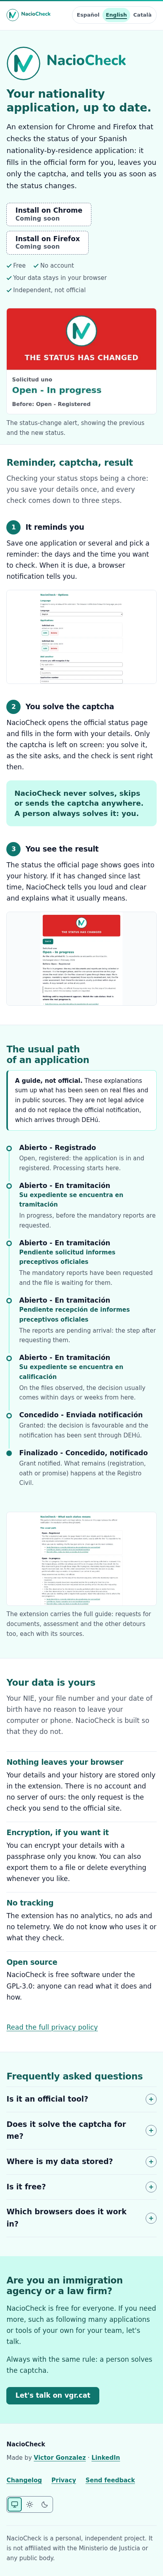 NacioCheck
Español English Català
NacioCheck
Your nationality
application, up to date.
An extension for Chrome and Firefox that
checks the status of your Spanish
nationality-by-residence application: it
fills in the official form for you, leaves you
only the captcha, and tells you as soon as
the status changes.
Install on Chrome
Coming soon
Install on Firefox
Coming soon
Free No account
Your data stays in your browser
Independent, not official
THE STATUS HAS CHANGED
Solicitud uno
Open - In progress
Before: Open - Registered
The status-change alert, showing the previous
and the new status.
Reminder, captcha, result
Checking your status stops being a chore:
you save your details once, and every
check comes down to three steps.
1 It reminds you
Save one application or several and pick a
reminder: the days and the time you want
to check. When it is due, a browser
notification tells you.
2 You solve the captcha
NacioCheck opens the official status page
and fills in the form with your details. Only
the captcha is left on screen: you solve it,
as the site asks, and the check is sent right
then.
NacioCheck never solves, skips
or sends the captcha anywhere.
A person always solves it: you.
3 You see the result
The status the official page shows goes into
your history. If it has changed since last
time, NacioCheck tells you loud and clear
and explains what it usually means.
THE STATUS HAS CHANGED
Open - In progress
The usual path
of an application
A guide, not official. These explanations
sum up what has been seen on real files and
in public sources. They are not legal advice
and do not replace the official notification,
which arrives through DEHú.
Abierto - Registrado
Open, registered: the application is in and
registered. Processing starts here.
Abierto - En tramitación
Su expediente se encuentra en
tramitación
In progress, before the mandatory reports are
requested.
Abierto - En tramitación
Pendiente solicitud informes
preceptivos oficiales
The mandatory reports have been requested
and the file is waiting for them.
Abierto - En tramitación
Pendiente recepción de informes
preceptivos oficiales
The reports are pending arrival: the step after
requesting them.
Abierto - En tramitación
Su expediente se encuentra en
calificación
On the files observed, the decision usually
comes within days or weeks from here.
Concedido - Enviada notificación
Granted: the decision is favourable and the
notification has been sent (through DEHú).
Finalizado - Concedido, notificado
Grant notified. What remains (registration,
oath or promise) happens at the Registro
Civil.
The extension carries the full guide: requests for
documents, assessment and the other detours
too, each with its sources.
Your data is yours
Your NIE, your file number and your date of
birth have no reason to leave your
computer or phone. NacioCheck is built so
that they do not.
Nothing leaves your browser
Your details and your history are stored only
in the extension. There is no account and
no server of ours: the only request is the
check you send to the official site.
Encryption, if you want it
You can encrypt your details with a
passphrase only you know. You can also
export them to a file or delete everything
whenever you like.
No tracking
The extension has no analytics, no ads and
no telemetry. We do not know who uses it or
what they check.
Open source
NacioCheck is free software under the
GPL-3.0: anyone can read what it does and
how.
Read the full privacy policy
Frequently asked questions
Is it an official tool?
Does it solve the captcha for
me?
Where is my data stored?
Is it free?
Which browsers does it work
in?
Are you an immigration
agency or a law firm?
NacioCheck is free for everyone. If you need
more, such as following many applications
or tools of your own for your team, let's
talk.
Always with the same rule: a person solves
the captcha.
Let's talk on vgr.cat
NacioCheck
Made by Victor Gonzalez · LinkedIn
Changelog Privacy Send feedback
NacioCheck is a personal, independent project. It
is not affiliated with the Ministerio de Justicia or
any public body.